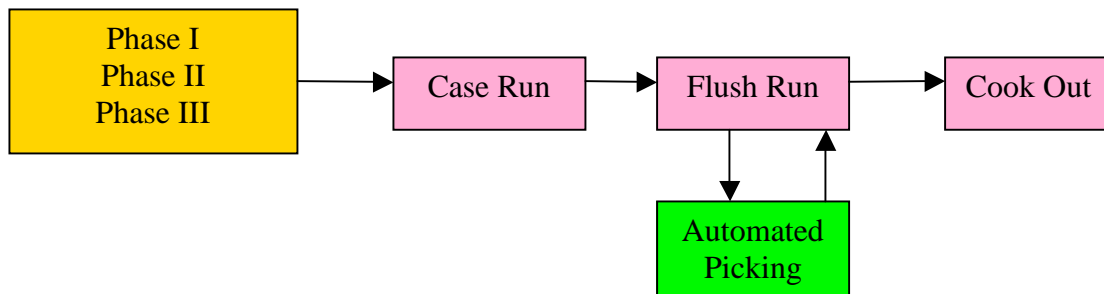 Phase I
Phase II
Phase III
Case Run
Flush Run
Cook Out
Automated
Picking